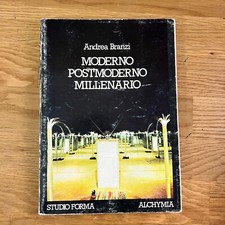 Andrea Branzi
MODERNO
POSTMODERNO
MILLENARIO
STUDIO FORMA ALCHYMIA